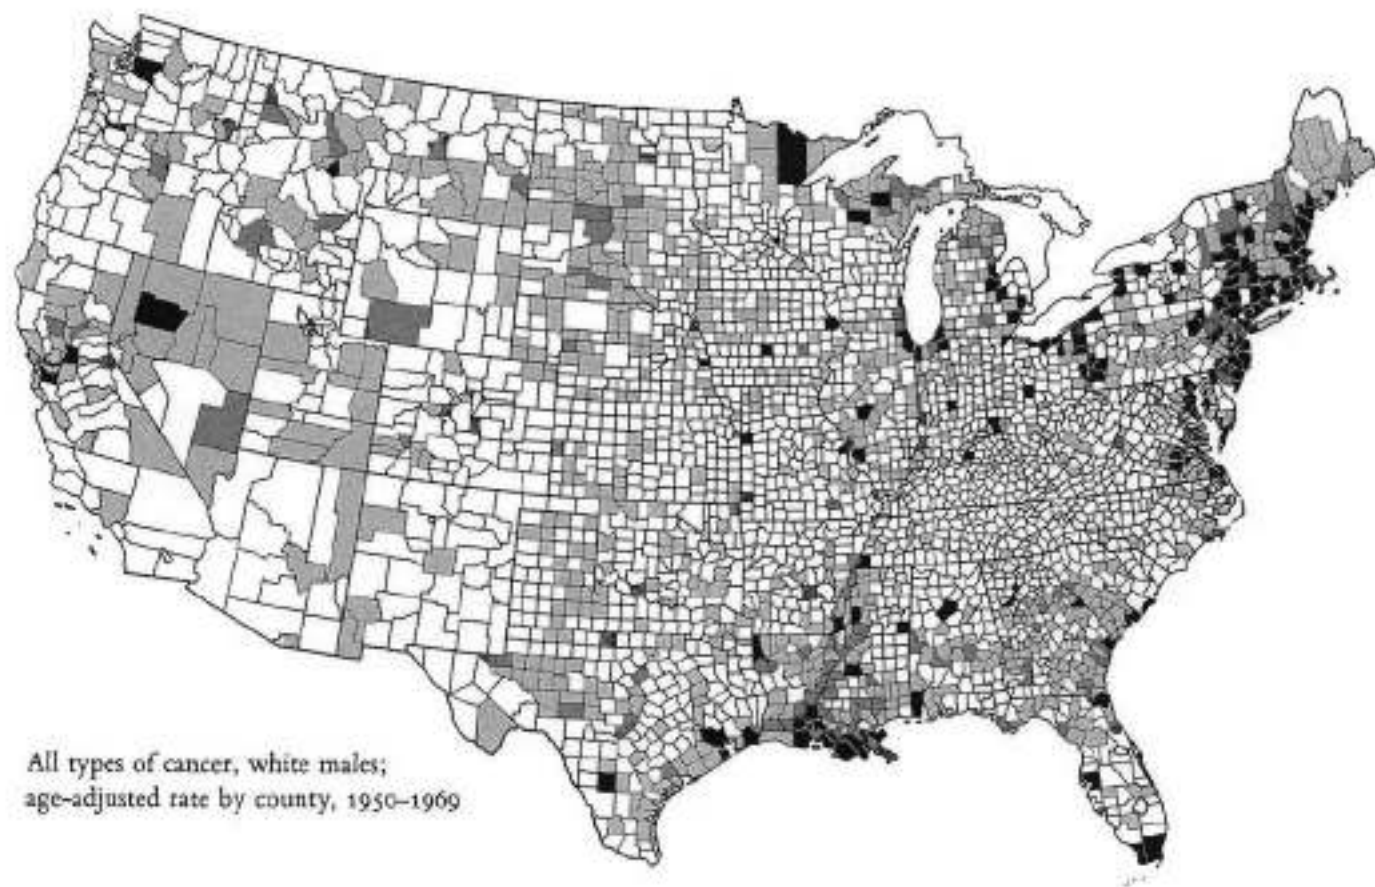 All types of cancer, white males;
age-adjusted rate by county, 1950–1969